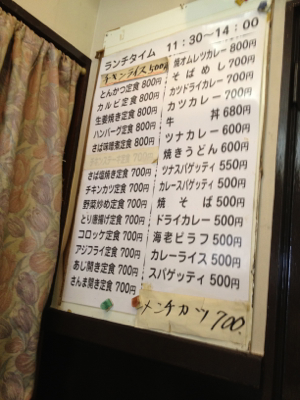 ランチタイム 11:30~14:00
チキンライス 500円
とんかつ定食 800円
カルビ定食 800円
生姜焼き定食 800円
ハンバーグ定食 800円
さば味噌煮定食 800円
さば塩焼き定食 700円
チキンカツ定食 700円
野菜炒め定食 700円
とり唐揚げ定食 700円
コロッケ定食 700円
アジフライ定食 700円
あじ開き定食 700円
さんま開き定食 700円
焼オムレツカレー 800円
そばめし 700円
カツドライカレー 700円
カツカレー 700円
牛丼 680円
ツナカレー 600円
焼きうどん 600円
ツナスパゲッティ 550円
カレースパゲッティ 500円
焼そば 500円
ドライカレー 500円
海老ピラフ 500円
カレーライス 500円
スパゲッティ 500円
メンチカツ 700.